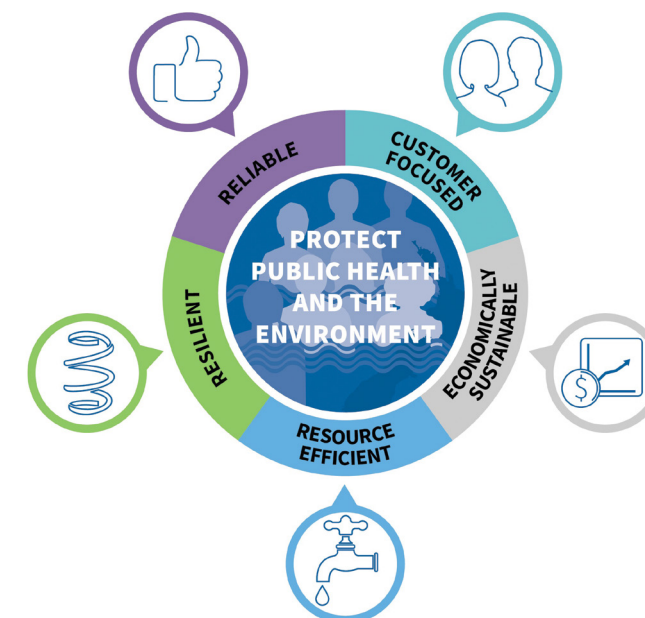 RELIABLE
CUSTOMER
FOCUSED
PROTECT
PUBLIC HEALTH
AND THE
ENVIRONMENT
RESILIENT
ECONOMICALLY
SUSTAINABLE
$
RESOURCE
EFFICIENT